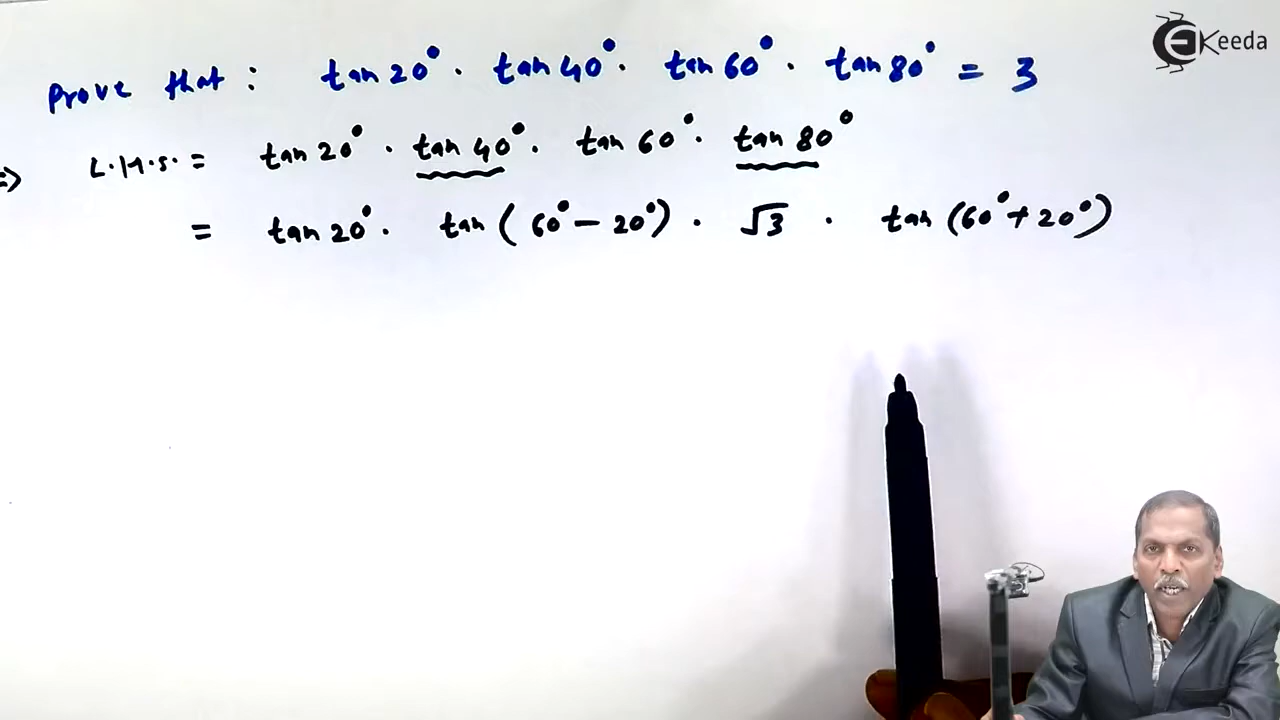 EKeeda
Prove that : tan 20° · tan 40° · tan 60° · tan 80° = 3
=> L.H.S. = tan 20° · tan 40° · tan 60° · tan 80°
= tan 20° · tan ( 60° − 20° ) · √3 · tan (60° + 20°)